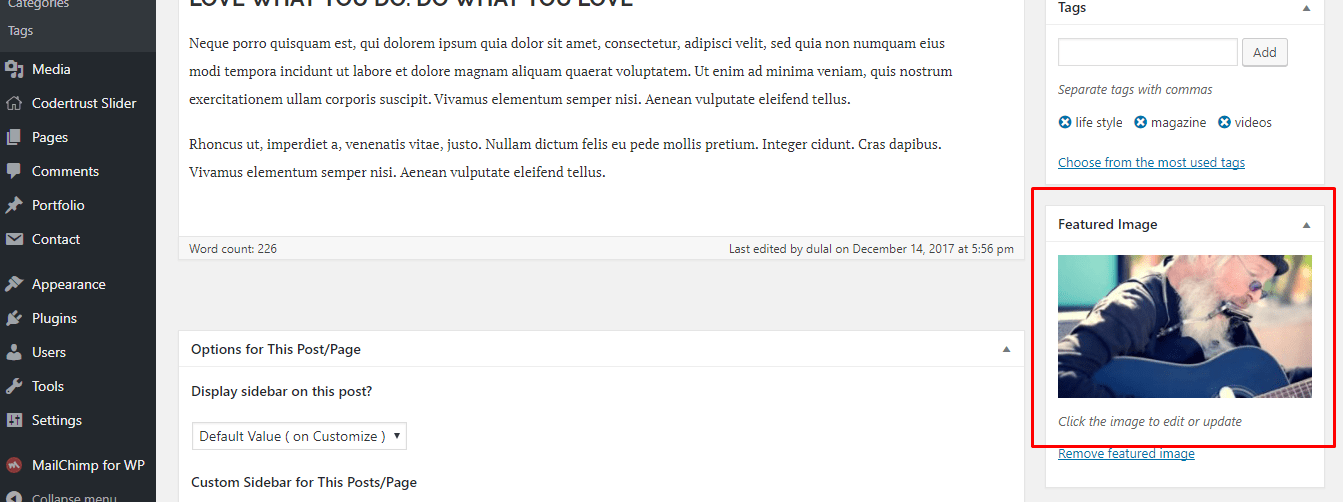 Categories
Tags
Media
Codertrust Slider
Pages
Comments
Portfolio
Contact
Appearance
Plugins
Users
Tools
Settings
MailChimp for WP
Collapse menu
LOVE WHAT YOU DO. DO WHAT YOU LOVE
Neque porro quisquam est, qui dolorem ipsum quia dolor sit amet, consectetur, adipisci velit, sed quia non numquam eius
modi tempora incidunt ut labore et dolore magnam aliquam quaerat voluptatem. Ut enim ad minima veniam, quis nostrum
exercitationem ullam corporis suscipit. Vivamus elementum semper nisi. Aenean vulputate eleifend tellus.
Rhoncus ut, imperdiet a, venenatis vitae, justo. Nullam dictum felis eu pede mollis pretium. Integer cidunt. Cras dapibus.
Vivamus elementum semper nisi. Aenean vulputate eleifend tellus.
Word count: 226 Last edited by dulal on December 14, 2017 at 5:56 pm
Options for This Post/Page
Display sidebar on this post?
Default Value ( on Customize )
Custom Sidebar for This Posts/Page
Tags
Add
Separate tags with commas
life style magazine videos
Choose from the most used tags
Featured Image
Click the image to edit or update
Remove featured image